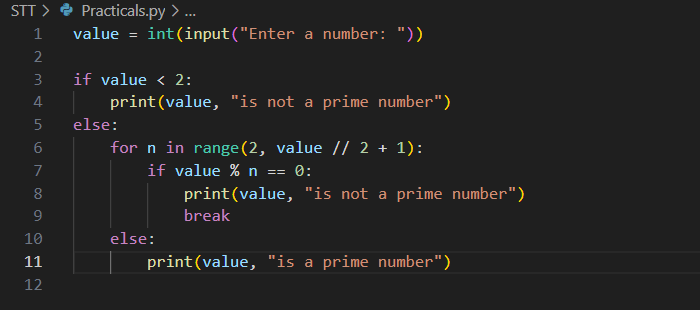 STT > Practicals.py > ...
1 value = int(input("Enter a number: "))
2
3 if value < 2:
4     print(value, "is not a prime number")
5 else:
6     for n in range(2, value // 2 + 1):
7         if value % n == 0:
8             print(value, "is not a prime number")
9             break
10     else:
11         print(value, "is a prime number")
12